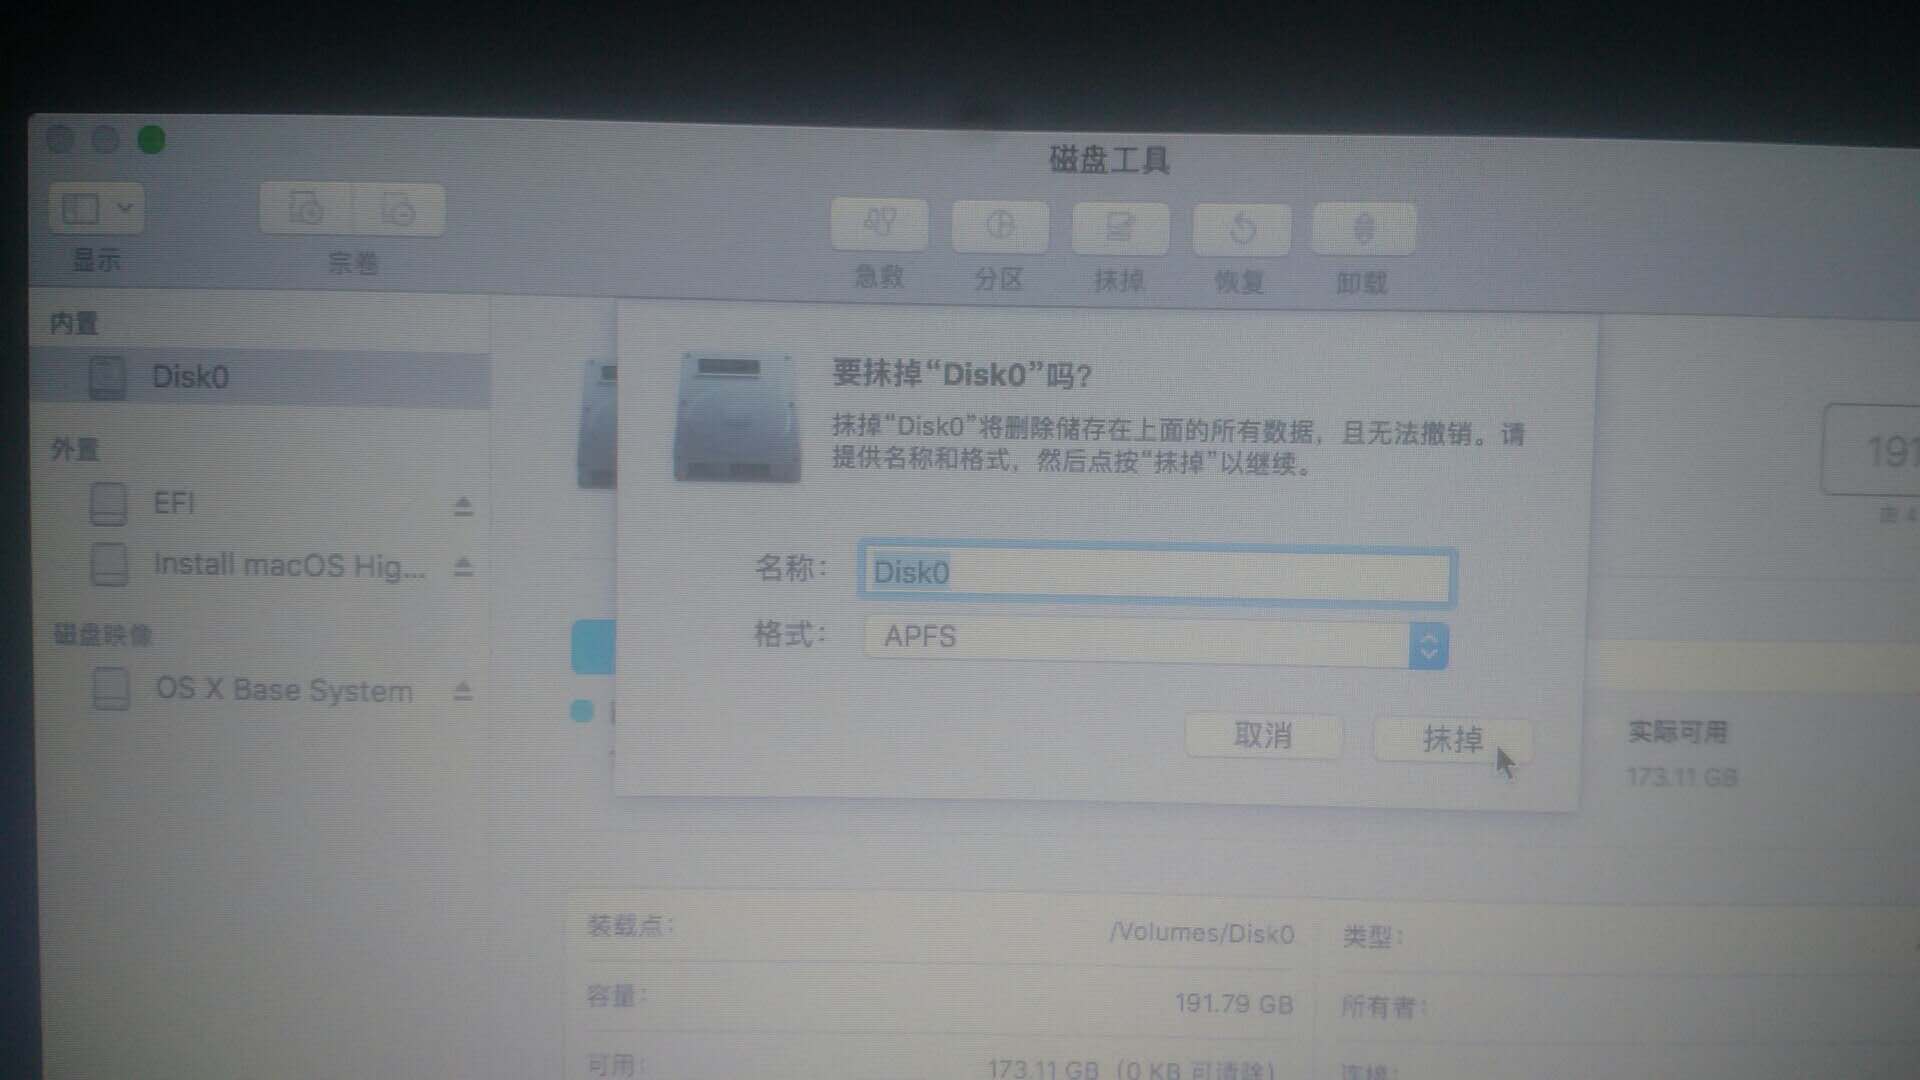 磁盘工具
显示
宗卷
急救
分区
抹掉
恢复
卸载
内置
Disk0
外置
EFI
Install macOS Hig...
磁盘映像
OS X Base System
要抹掉“Disk0”吗?
抹掉“Disk0”将删除储存在上面的所有数据，且无法撤销。请
提供名称和格式，然后点按“抹掉”以继续。
名称: Disk0
格式: APFS
取消
抹掉
191
由 4
实际可用
173.11 GB
装载点: /Volumes/Disk0
类型:
容量: 191.79 GB
所有者:
可用: 173.11 GB（0 KB 可清除）
连接: